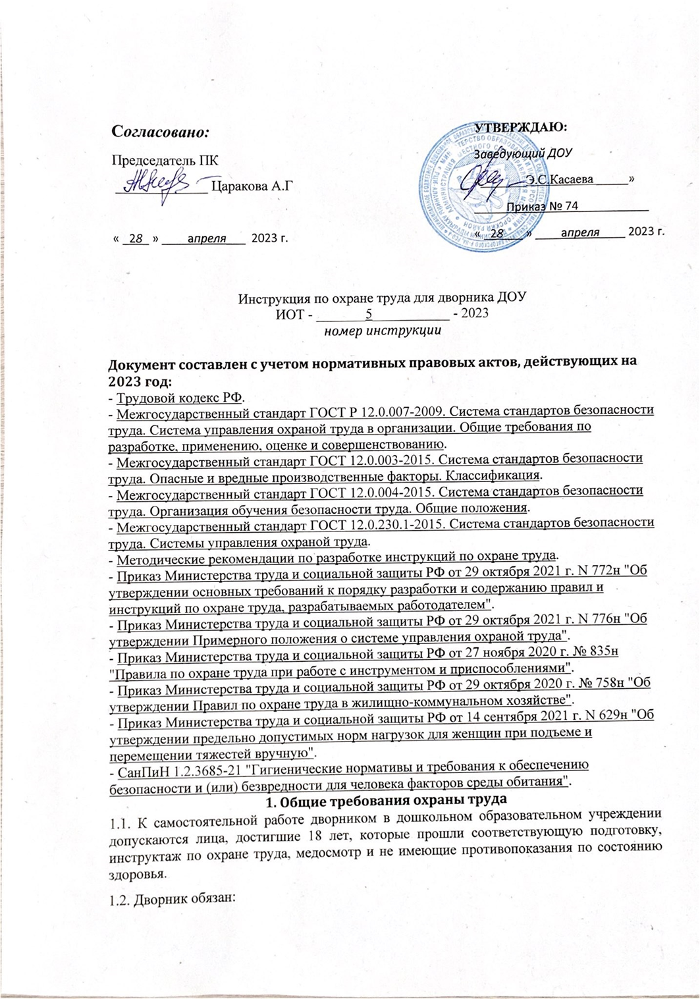 Согласовано:
Председатель ПК
______________ Царакова А.Г
« 28 » апреля 2023 г.
УТВЕРЖДАЮ:
Заведующий ДОУ
Э.С.Касаева _____»
Приказ № 74
« 28 » апреля 2023 г.
Инструкция по охране труда для дворника ДОУ
ИОТ - _______5___________ - 2023
номер инструкции
Документ составлен с учетом нормативных правовых актов, действующих на
2023 год:
- Трудовой кодекс РФ.
- Межгосударственный стандарт ГОСТ Р 12.0.007-2009. Система стандартов безопасности
труда. Система управления охраной труда в организации. Общие требования по
разработке, применению, оценке и совершенствованию.
- Межгосударственный стандарт ГОСТ 12.0.003-2015. Система стандартов безопасности
труда. Опасные и вредные производственные факторы. Классификация.
- Межгосударственный стандарт ГОСТ 12.0.004-2015. Система стандартов безопасности
труда. Организация обучения безопасности труда. Общие положения.
- Межгосударственный стандарт ГОСТ 12.0.230.1-2015. Система стандартов безопасности
труда. Системы управления охраной труда.
- Методические рекомендации по разработке инструкций по охране труда.
- Приказ Министерства труда и социальной защиты РФ от 29 октября 2021 г. N 772н "Об
утверждении основных требований к порядку разработки и содержанию правил и
инструкций по охране труда, разрабатываемых работодателем".
- Приказ Министерства труда и социальной защиты РФ от 29 октября 2021 г. N 776н "Об
утверждении Примерного положения о системе управления охраной труда".
- Приказ Министерства труда и социальной защиты РФ от 27 ноября 2020 г. № 835н
"Правила по охране труда при работе с инструментом и приспособлениями".
- Приказ Министерства труда и социальной защиты РФ от 29 октября 2020 г. № 758н "Об
утверждении Правил по охране труда в жилищно-коммунальном хозяйстве".
- Приказ Министерства труда и социальной защиты РФ от 14 сентября 2021 г. N 629н "Об
утверждении предельно допустимых норм нагрузок для женщин при подъеме и
перемещении тяжестей вручную".
- СанПиН 1.2.3685-21 "Гигиенические нормативы и требования к обеспечению
безопасности и (или) безвредности для человека факторов среды обитания".
1. Общие требования охраны труда
1.1. К самостоятельной работе дворником в дошкольном образовательном учреждении
допускаются лица, достигшие 18 лет, которые прошли соответствующую подготовку,
инструктаж по охране труда, медосмотр и не имеющие противопоказания по состоянию
здоровья.
1.2. Дворник обязан: